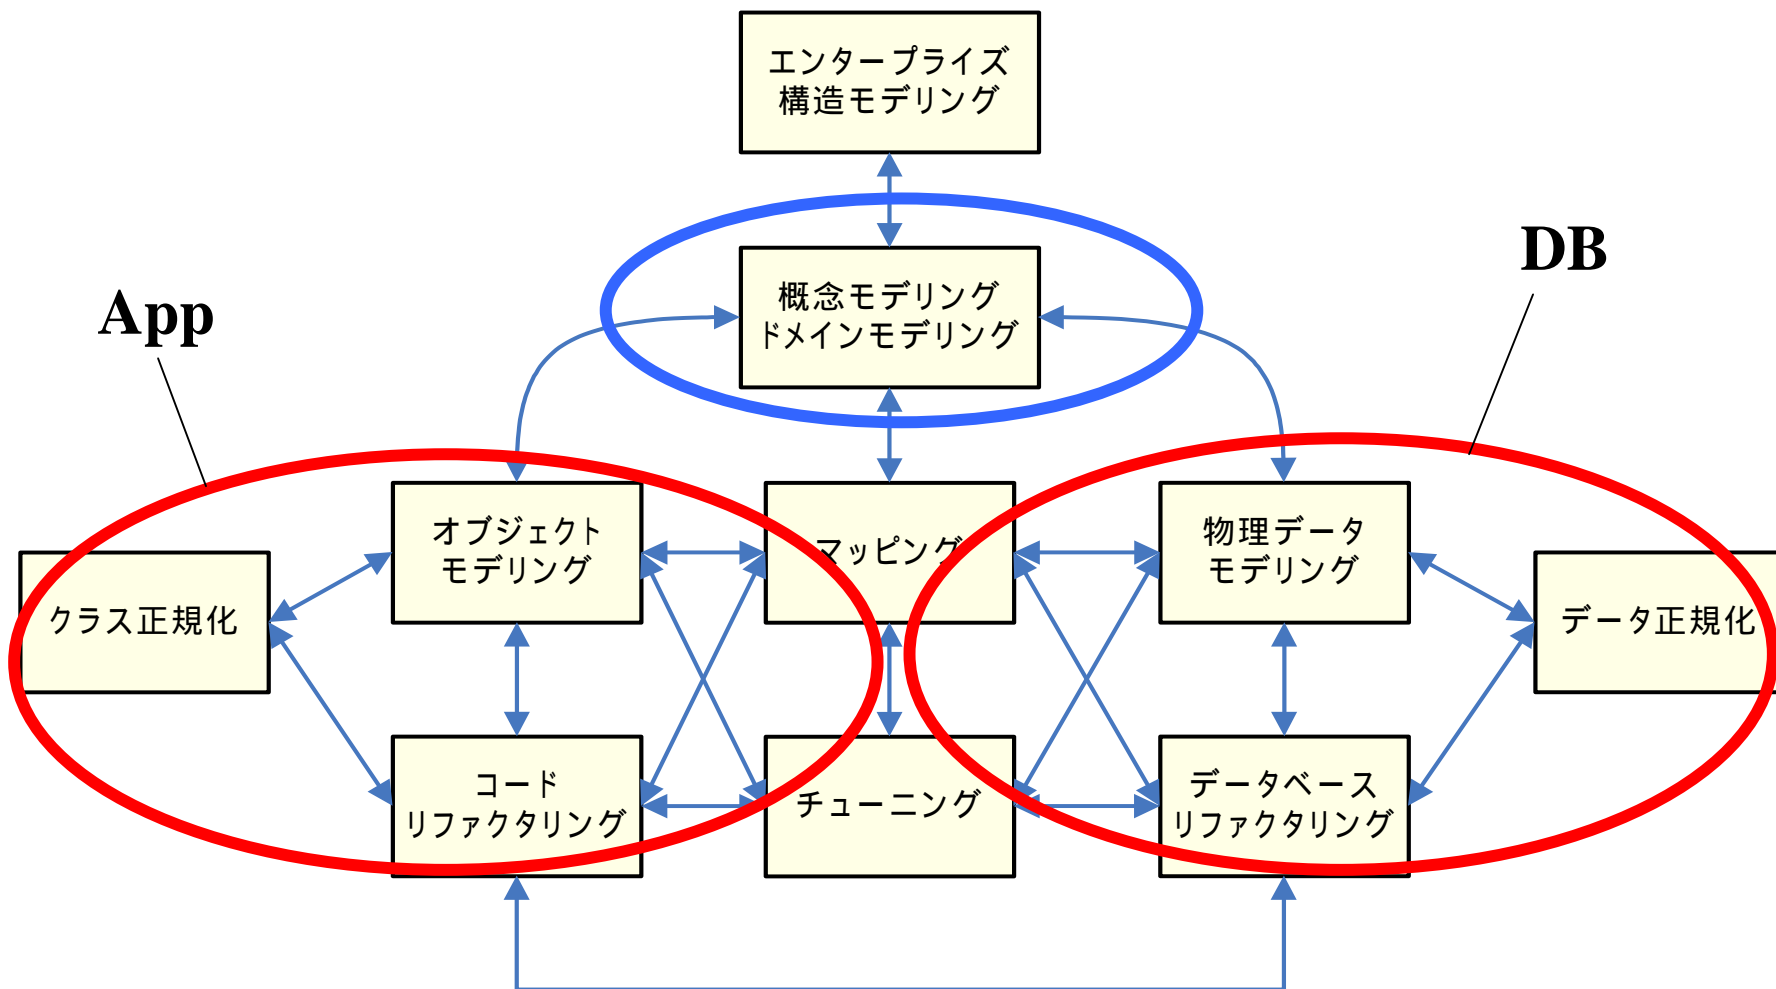 エンタープライズ
構造モデリング
DB
App
概念モデリング
ドメインモデリング
オブジェクト
モデリング
マッピング
物理データ
モデリング
クラス正規化
データ正規化
コード
リファクタリング
チューニング
データベース
リファクタリング